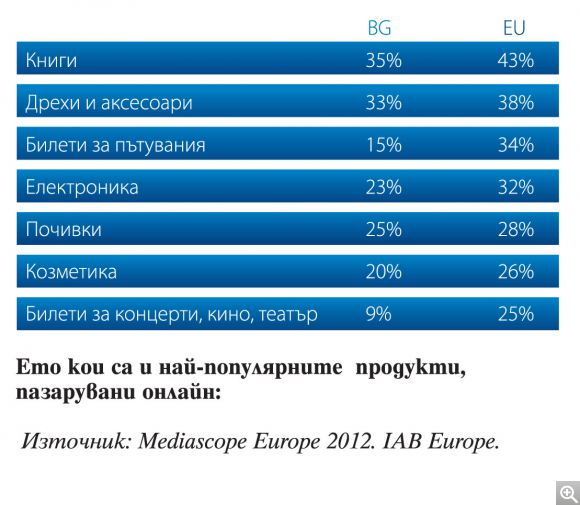 BG EU
Книги 35% 43%
Дрехи и аксесоари 33% 38%
Билети за пътувания 15% 34%
Електроника 23% 32%
Почивки 25% 28%
Козметика 20% 26%
Билети за концерти, кино, театър 9% 25%
Ето кои са и най-популярните продукти,
пазарувани онлайн:
Източник: Mediascope Europe 2012. IAB Europe.